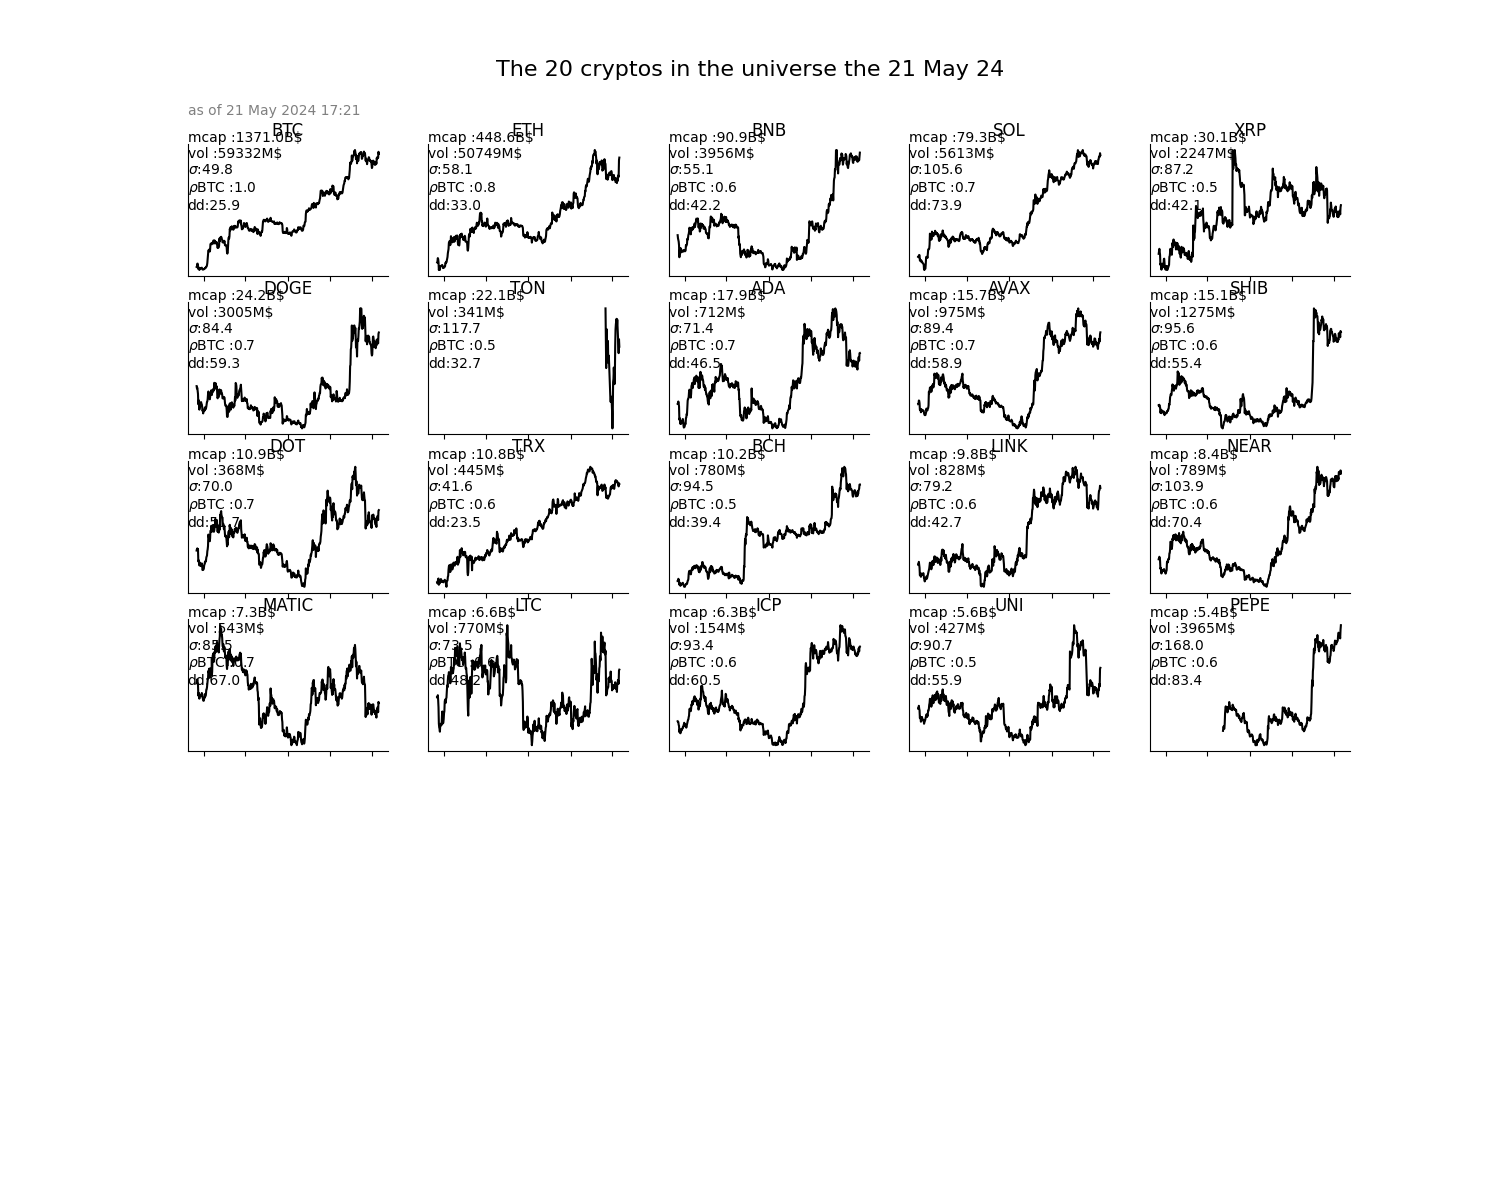 The 20 cryptos in the universe the 21 May 24
as of 21 May 2024 17:21
BTC
mcap :1371.0B$
vol :59332M$
σ:49.8
ρBTC :1.0
dd:25.9
ETH
mcap :448.6B$
vol :50749M$
σ:58.1
ρBTC :0.8
dd:33.0
BNB
mcap :90.9B$
vol :3956M$
σ:55.1
ρBTC :0.6
dd:42.2
SOL
mcap :79.3B$
vol :5613M$
σ:105.6
ρBTC :0.7
dd:73.9
XRP
mcap :30.1B$
vol :2247M$
σ:87.2
ρBTC :0.5
dd:42.1
DOGE
mcap :24.2B$
vol :3005M$
σ:84.4
ρBTC :0.7
dd:59.3
TON
mcap :22.1B$
vol :341M$
σ:117.7
ρBTC :0.5
dd:32.7
ADA
mcap :17.9B$
vol :712M$
σ:71.4
ρBTC :0.7
dd:46.5
AVAX
mcap :15.7B$
vol :975M$
σ:89.4
ρBTC :0.7
dd:58.9
SHIB
mcap :15.1B$
vol :1275M$
σ:95.6
ρBTC :0.6
dd:55.4
DOT
mcap :10.9B$
vol :368M$
σ:70.0
ρBTC :0.7
TRX
mcap :10.8B$
vol :445M$
σ:41.6
ρBTC :0.6
dd:23.5
BCH
mcap :10.2B$
vol :780M$
σ:94.5
ρBTC :0.5
dd:39.4
LINK
mcap :9.8B$
vol :828M$
σ:79.2
ρBTC :0.6
dd:42.7
NEAR
mcap :8.4B$
vol :789M$
σ:103.9
ρBTC :0.6
dd:70.4
MATIC
mcap :7.3B$
vol :543M$
ρBTC :0.7
dd:67.0
LTC
mcap :6.6B$
vol :770M$
σ:73.5
dd:48.2
ICP
mcap :6.3B$
vol :154M$
σ:93.4
ρBTC :0.6
dd:60.5
UNI
mcap :5.6B$
vol :427M$
σ:90.7
ρBTC :0.5
dd:55.9
PEPE
mcap :5.4B$
vol :3965M$
σ:168.0
ρBTC :0.6
dd:83.4